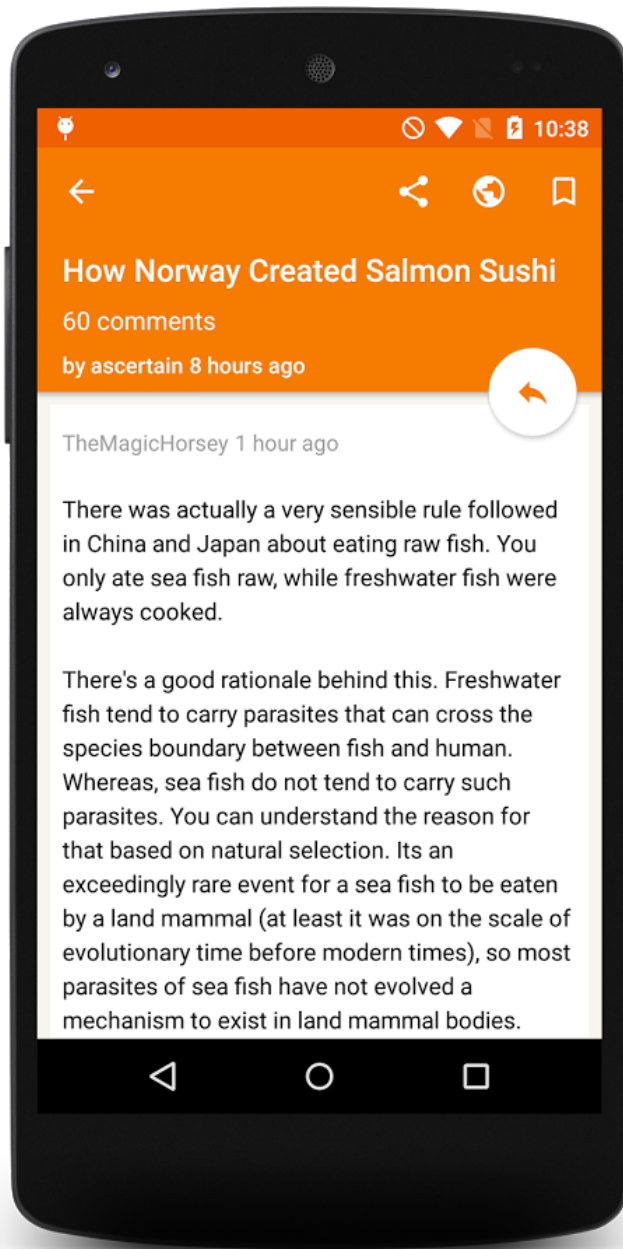 10:38
How Norway Created Salmon Sushi
60 comments
by ascertain 8 hours ago
TheMagicHorsey 1 hour ago
There was actually a very sensible rule followed
in China and Japan about eating raw fish. You
only ate sea fish raw, while freshwater fish were
always cooked.
There's a good rationale behind this. Freshwater
fish tend to carry parasites that can cross the
species boundary between fish and human.
Whereas, sea fish do not tend to carry such
parasites. You can understand the reason for
that based on natural selection. Its an
exceedingly rare event for a sea fish to be eaten
by a land mammal (at least it was on the scale of
evolutionary time before modern times), so most
parasites of sea fish have not evolved a
mechanism to exist in land mammal bodies.